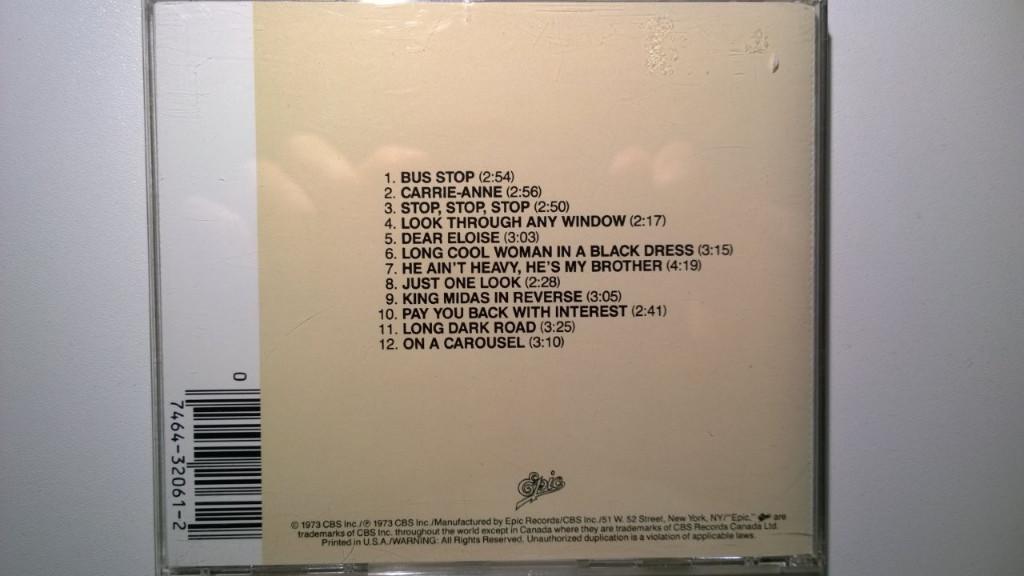 1. BUS STOP (2:54)
2. CARRIE-ANNE (2:56)
3. STOP, STOP, STOP (2:50)
4. LOOK THROUGH ANY WINDOW (2:17)
5. DEAR ELOISE (3:03)
6. LONG COOL WOMAN IN A BLACK DRESS (3:15)
7. HE AIN'T HEAVY, HE'S MY BROTHER (4:19)
8. JUST ONE LOOK (2:28)
9. KING MIDAS IN REVERSE (3:05)
10. PAY YOU BACK WITH INTEREST (2:41)
11. LONG DARK ROAD (3:25)
12. ON A CAROUSEL (3:10)
0
7464-32061-2
Epic
© 1973 CBS Inc./℗ 1973 CBS Inc./Manufactured by Epic Records/CBS Inc./51 W. 52 Street, New York, NY/"Epic," Epic are
trademarks of CBS Inc. throughout the world except in Canada where they are trademarks of CBS Records Canada Ltd.
Printed in U.S.A./WARNING: All Rights Reserved. Unauthorized duplication is a violation of applicable laws.